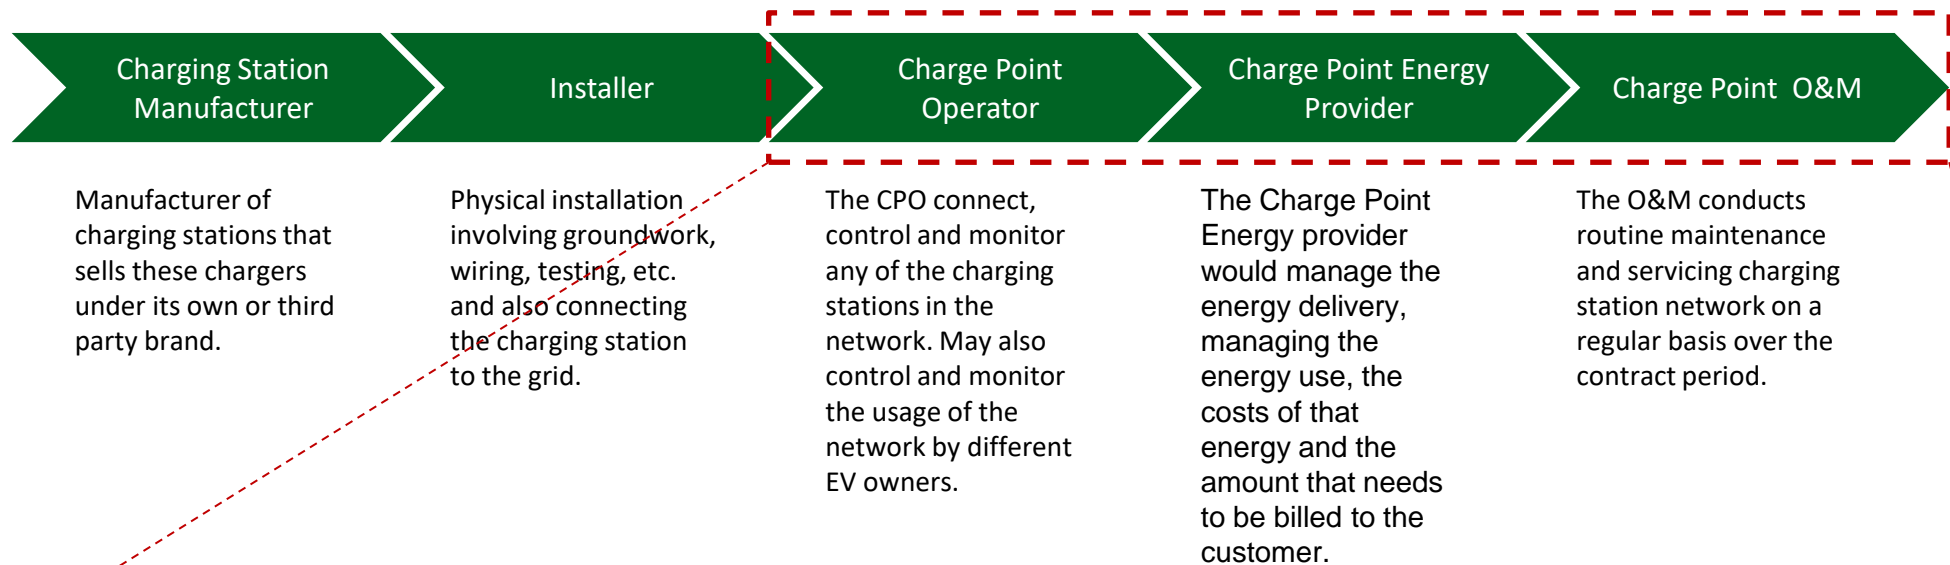 Charging Station
Manufacturer
Installer
Charge Point
Operator
Charge Point Energy
Provider
Charge Point  O&M
Manufacturer of
charging stations that
sells these chargers
under its own or third
party brand.
Physical installation
involving groundwork,
wiring, testing, etc.
and also connecting
the charging station
to the grid.
The CPO connect,
control and monitor
any of the charging
stations in the
network. May also
control and monitor
the usage of the
network by different
EV owners.
The Charge Point
Energy provider
would manage the
energy delivery,
managing the
energy use, the
costs of that
energy and the
amount that needs
to be billed to the
customer.
The O&M conducts
routine maintenance
and servicing charging
station network on a
regular basis over the
contract period.